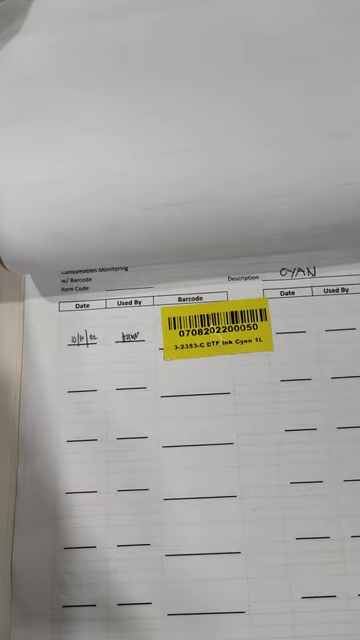 Consumables Monitoring
w/ Barcode
Item Code
Description CYAN
Date Used By Barcode Date Used By
0708202200050
3-2353-C DTF Ink Cyan 1L